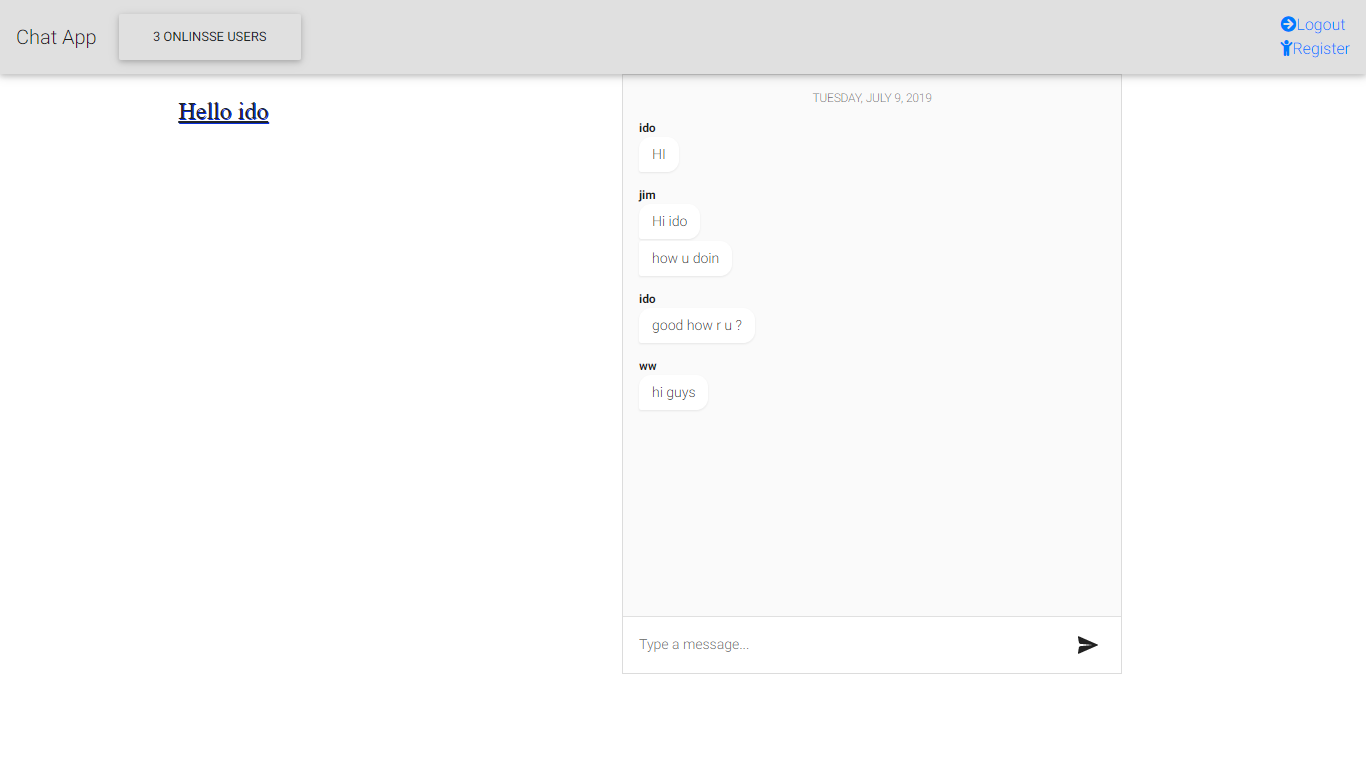 Chat App
3 ONLINSSE USERS
Logout
Register
Hello ido
TUESDAY, JULY 9, 2019
ido
HI
jim
Hi ido
how u doin
ido
good how r u ?
ww
hi guys
Type a message...